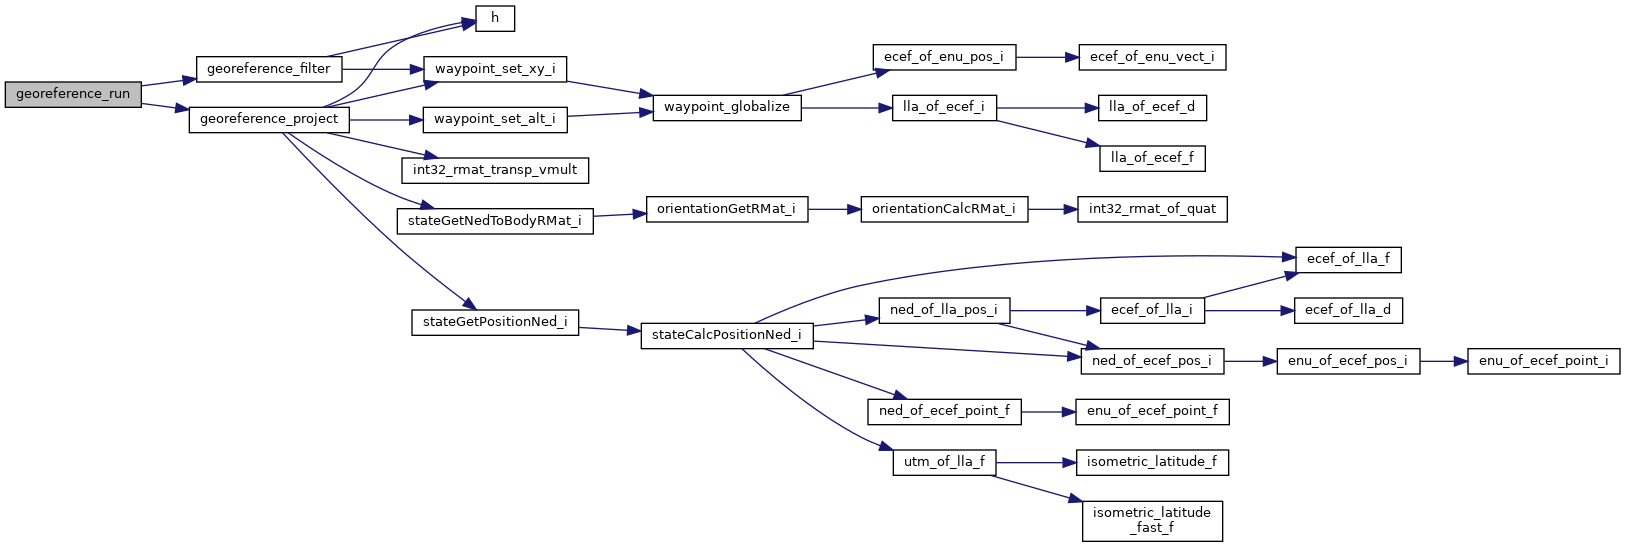 georeference_run
georeference_filter
georeference_project
h
waypoint_set_xy_i
waypoint_set_alt_i
int32_rmat_transp_vmult
stateGetNedToBodyRMat_i
stateGetPositionNed_i
waypoint_globalize
orientationGetRMat_i
stateCalcPositionNed_i
ecef_of_enu_pos_i
lla_of_ecef_i
orientationCalcRMat_i
ned_of_lla_pos_i
ned_of_ecef_point_f
utm_of_lla_f
ecef_of_enu_vect_i
lla_of_ecef_d
lla_of_ecef_f
int32_rmat_of_quat
ecef_of_lla_i
ned_of_ecef_pos_i
enu_of_ecef_point_f
isometric_latitude_f
isometric_latitude
_fast_f
ecef_of_lla_f
ecef_of_lla_d
enu_of_ecef_pos_i
enu_of_ecef_point_i